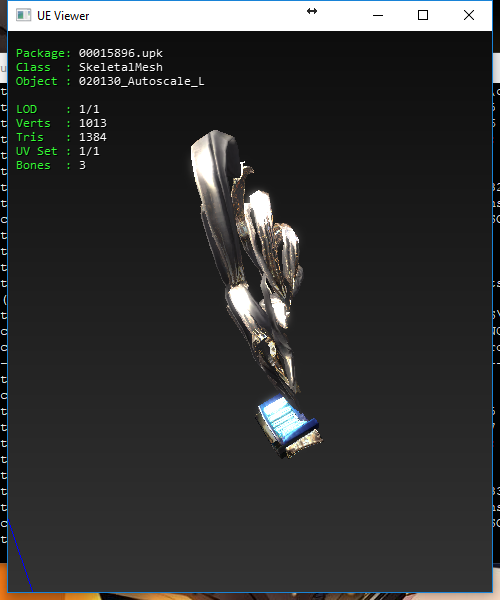 UE Viewer
Package: 00015896.upk
Class  : SkeletalMesh
Object : 020130_Autoscale_L
LOD    : 1/1
Verts  : 1013
Tris   : 1384
UV Set : 1/1
Bones  : 3